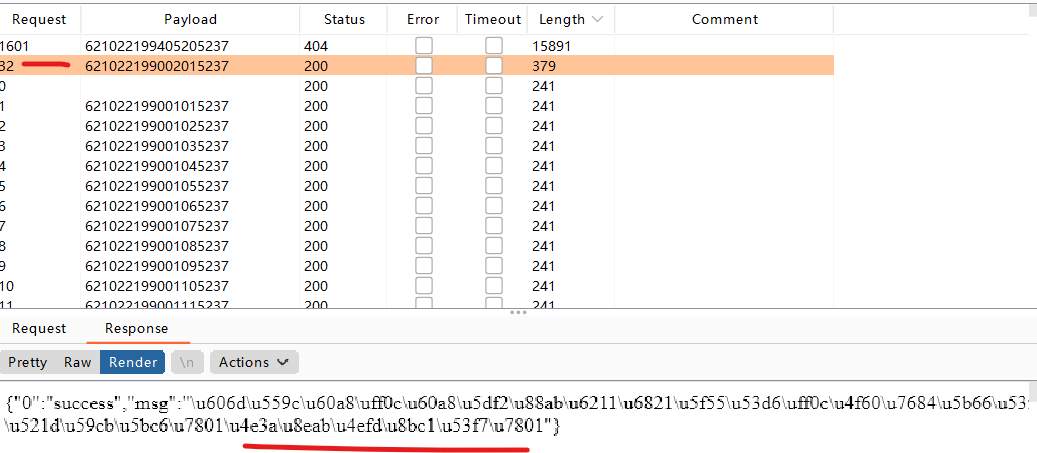 Request Payload Status Error Timeout Length Comment
1601 621022199405205237 404 15891
32 621022199002015237 200 379
0 200 241
1 621022199001015237 200 241
2 621022199001025237 200 241
3 621022199001035237 200 241
4 621022199001045237 200 241
5 621022199001055237 200 241
6 621022199001065237 200 241
7 621022199001075237 200 241
8 621022199001085237 200 241
9 621022199001095237 200 241
10 621022199001105237 200 241
11 621022199001115237 200 241
Request Response
Pretty Raw Render \n Actions
{"0":"success","msg":"\u606d\u559c\u60a8\uff0c\u60a8\u5df2\u88ab\u6211\u6821\u5f55\u53d6\uff0c\u4f60\u7684\u5b66\u53
\u521d\u59cb\u5bc6\u7801\u4e3a\u8eab\u4efd\u8bc1\u53f7\u7801"}